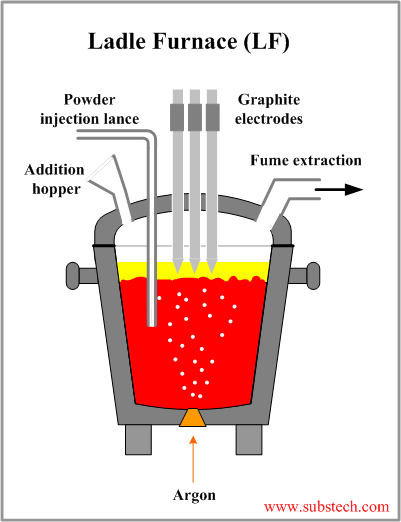 Ladle Furnace (LF)
Powder
injection lance
Graphite
electrodes
Addition
hopper
Fume extraction
Argon
www.substech.com